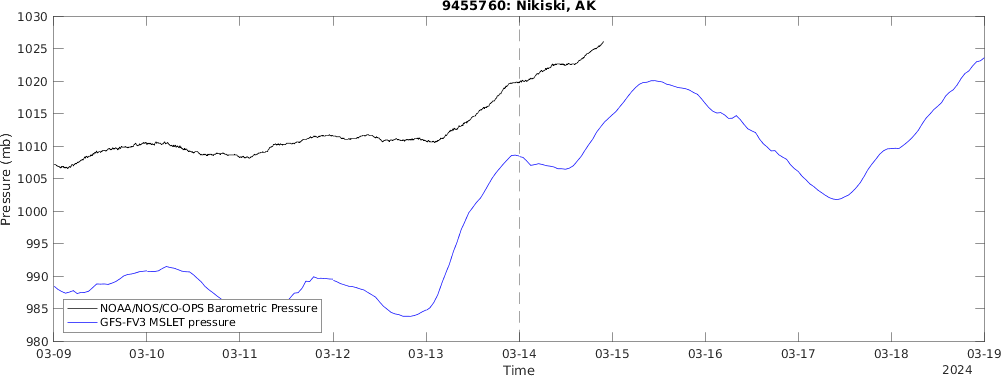 9455760: Nikiski, AK
1030
1025
1020
1015
1010
1005
1000
995
990
985
980
Pressure (mb)
NOAA/NOS/CO-OPS Barometric Pressure
GFS-FV3 MSLET pressure
03-09 03-10 03-11 03-12 03-13 03-14 03-15 03-16 03-17 03-18 03-19
Time
2024